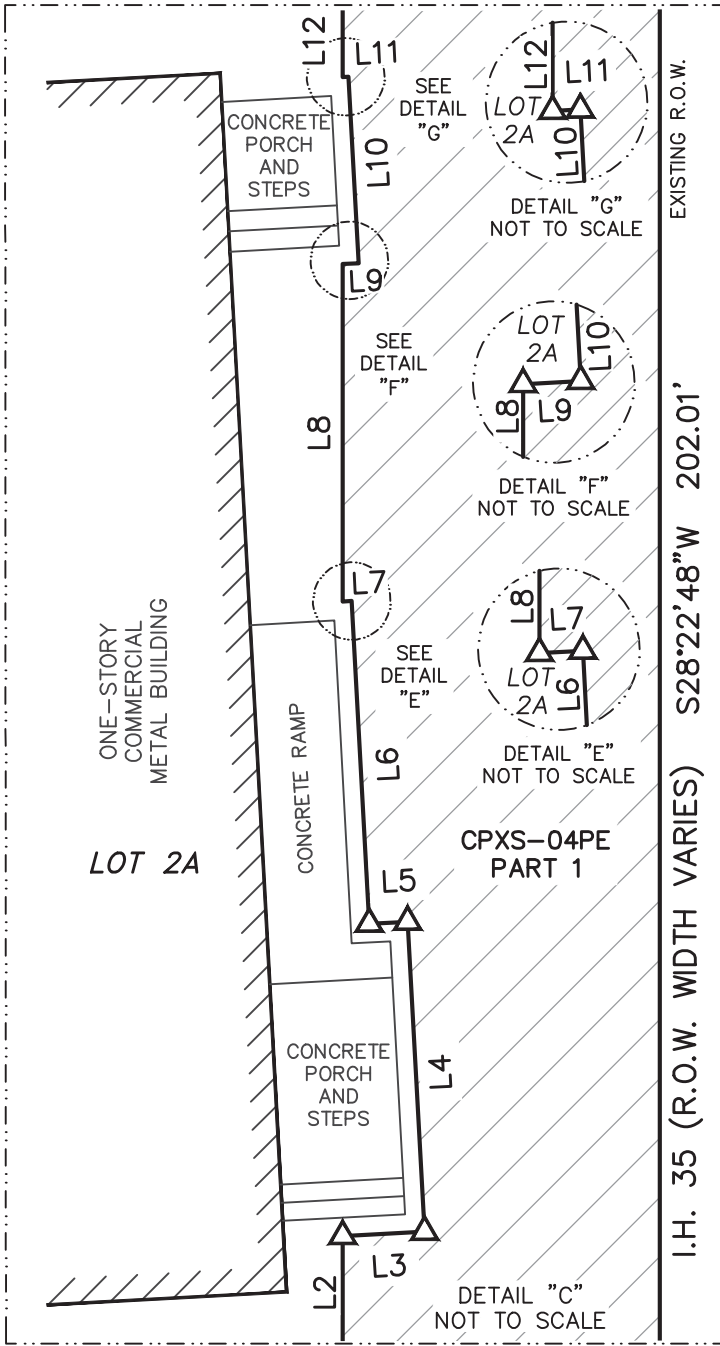 L12
L11
SEE
DETAIL
"G"
L12
L11
LOT
2A
L10
DETAIL "G"
NOT TO SCALE
EXISTING R.O.W.
CONCRETE
PORCH
AND
STEPS
L10
L9
SEE
DETAIL
"F"
LOT
2A
L10
L8
L9
DETAIL "F"
NOT TO SCALE
L8
S28°22'48"W 202.01'
L7
SEE
DETAIL
"E"
L8
L7
LOT
2A
L6
DETAIL "E"
NOT TO SCALE
ONE-STORY
COMMERCIAL
METAL BUILDING
CONCRETE RAMP
L6
LOT 2A
CPXS-04PE
PART 1
L5
I.H. 35 (R.O.W. WIDTH VARIES)
CONCRETE
PORCH
AND
STEPS
L4
L3
L2
DETAIL "C"
NOT TO SCALE